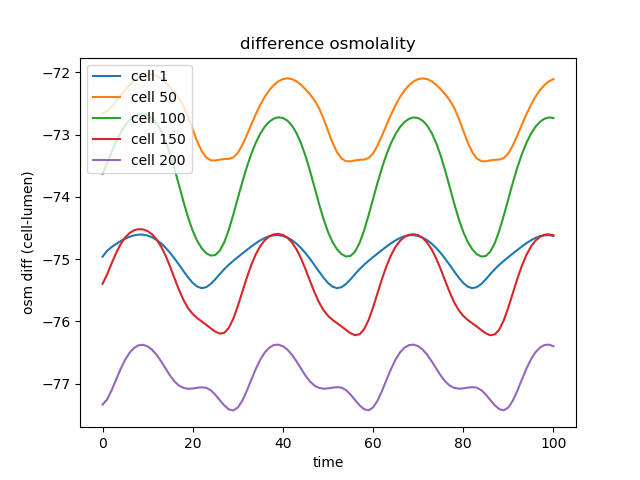 difference osmolality
cell 1
cell 50
cell 100
cell 150
cell 200
osm diff (cell-lumen)
−72
−73
−74
−75
−76
−77
0 20 40 60 80 100
time